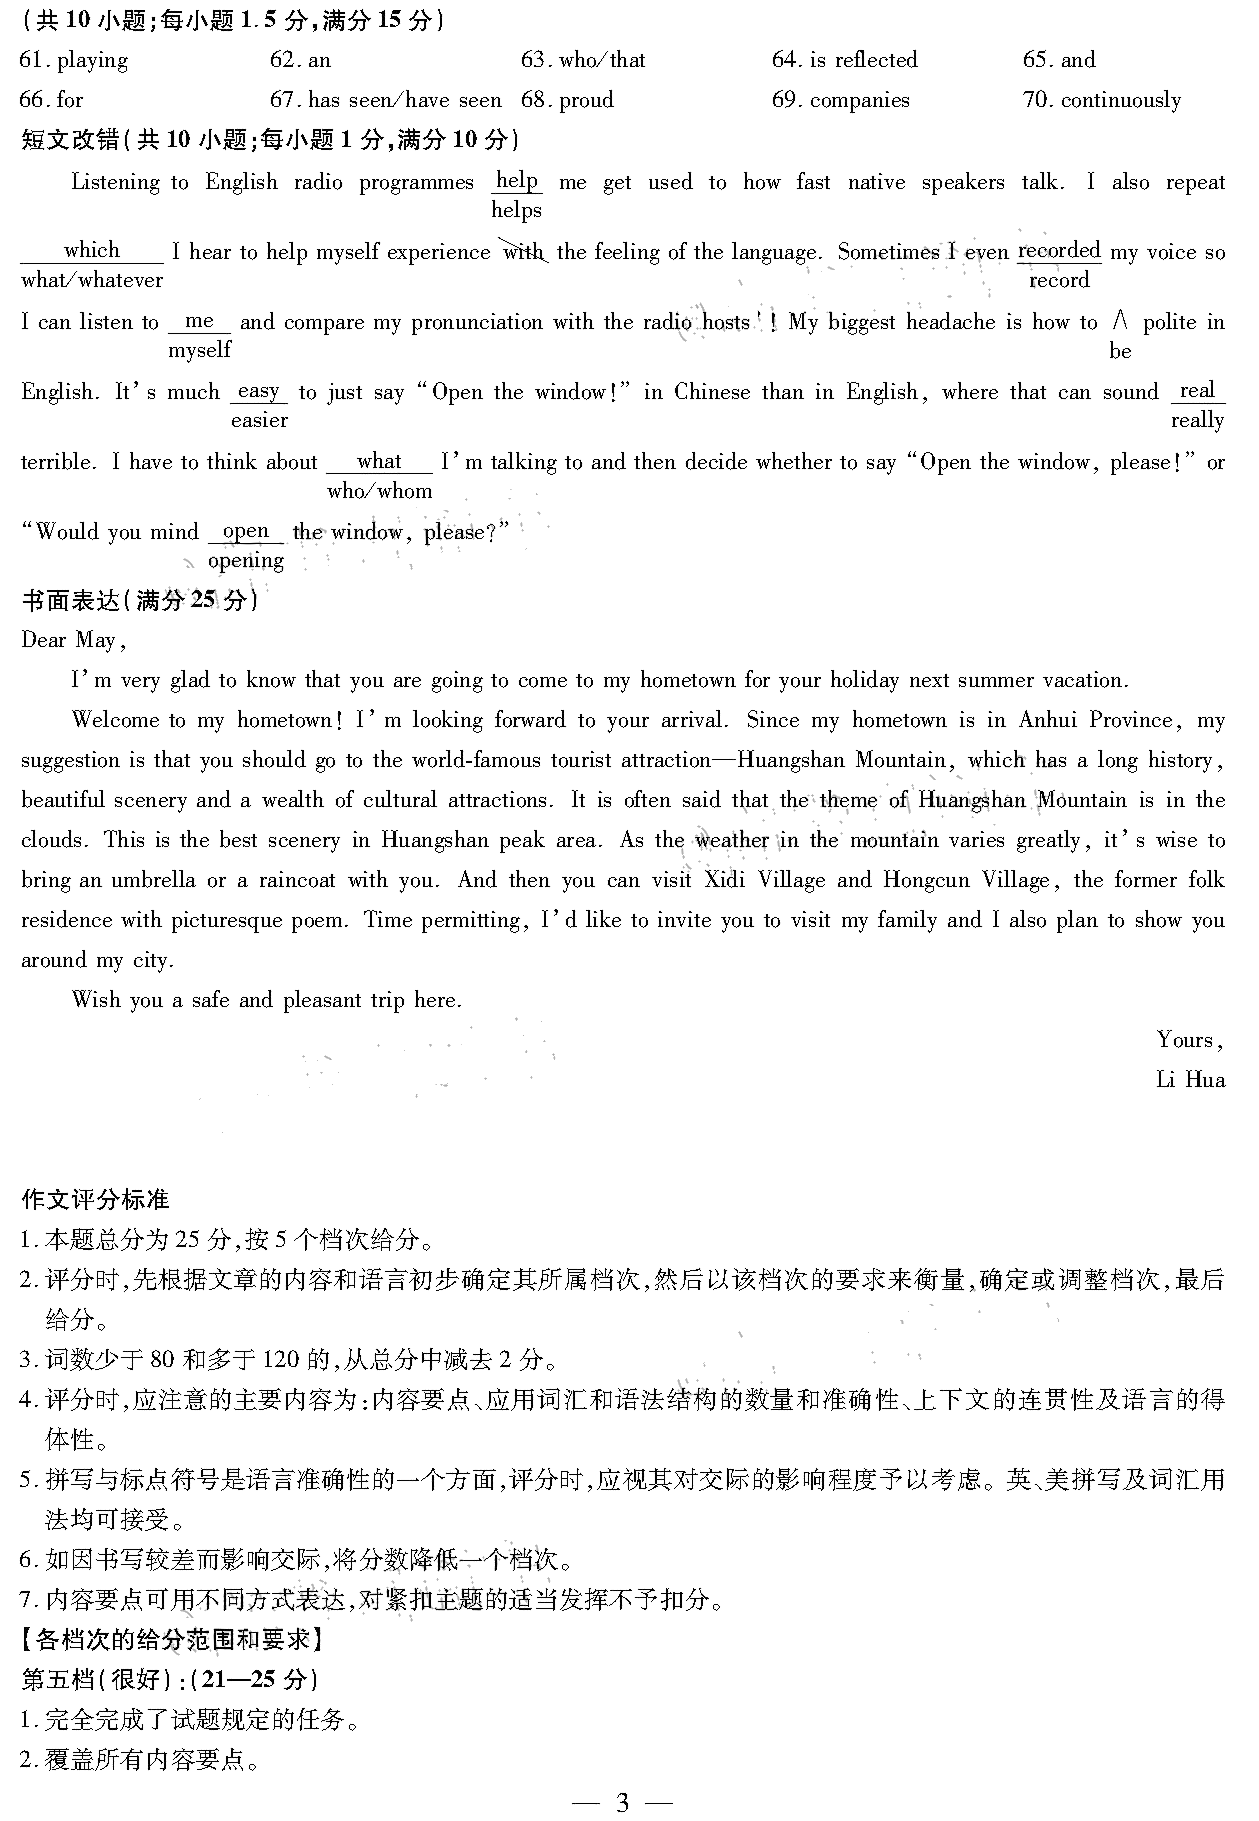 (共 10 小题;每小题 1.5 分,满分 15 分)
61. playing 62. an 63. who/that 64. is reflected 65. and
66. for 67. has seen/have seen 68. proud 69. companies 70. continuously
短文改错(共 10 小题;每小题 1 分,满分 10 分)
Listening to English radio programmes help me get used to how fast native speakers talk. I also repeat
helps
which I hear to help myself experience with the feeling of the language. Sometimes I even recorded my voice so
what/whatever record
I can listen to me and compare my pronunciation with the radio hosts'! My biggest headache is how to ∧ polite in
myself be
English. It's much easy to just say “Open the window!” in Chinese than in English, where that can sound real
easier really
terrible. I have to think about what I'm talking to and then decide whether to say “Open the window, please!” or
who/whom
“Would you mind open the window, please?”
opening
书面表达(满分 25 分)
Dear May,
I'm very glad to know that you are going to come to my hometown for your holiday next summer vacation.
Welcome to my hometown! I'm looking forward to your arrival. Since my hometown is in Anhui Province, my
suggestion is that you should go to the world-famous tourist attraction—Huangshan Mountain, which has a long history,
beautiful scenery and a wealth of cultural attractions. It is often said that the theme of Huangshan Mountain is in the
clouds. This is the best scenery in Huangshan peak area. As the weather in the mountain varies greatly, it's wise to
bring an umbrella or a raincoat with you. And then you can visit Xidi Village and Hongcun Village, the former folk
residence with picturesque poem. Time permitting, I'd like to invite you to visit my family and I also plan to show you
around my city.
Wish you a safe and pleasant trip here.
Yours,
Li Hua
作文评分标准
1. 本题总分为 25 分,按 5 个档次给分。
2. 评分时,先根据文章的内容和语言初步确定其所属档次,然后以该档次的要求来衡量,确定或调整档次,最后
给分。
3. 词数少于 80 和多于 120 的,从总分中减去 2 分。
4. 评分时,应注意的主要内容为:内容要点、应用词汇和语法结构的数量和准确性、上下文的连贯性及语言的得
体性。
5. 拼写与标点符号是语言准确性的一个方面,评分时,应视其对交际的影响程度予以考虑。英、美拼写及词汇用
法均可接受。
6. 如因书写较差而影响交际,将分数降低一个档次。
7. 内容要点可用不同方式表达,对紧扣主题的适当发挥不予扣分。
【各档次的给分范围和要求】
第五档(很好):(21—25 分)
1. 完全完成了试题规定的任务。
2. 覆盖所有内容要点。
— 3 —